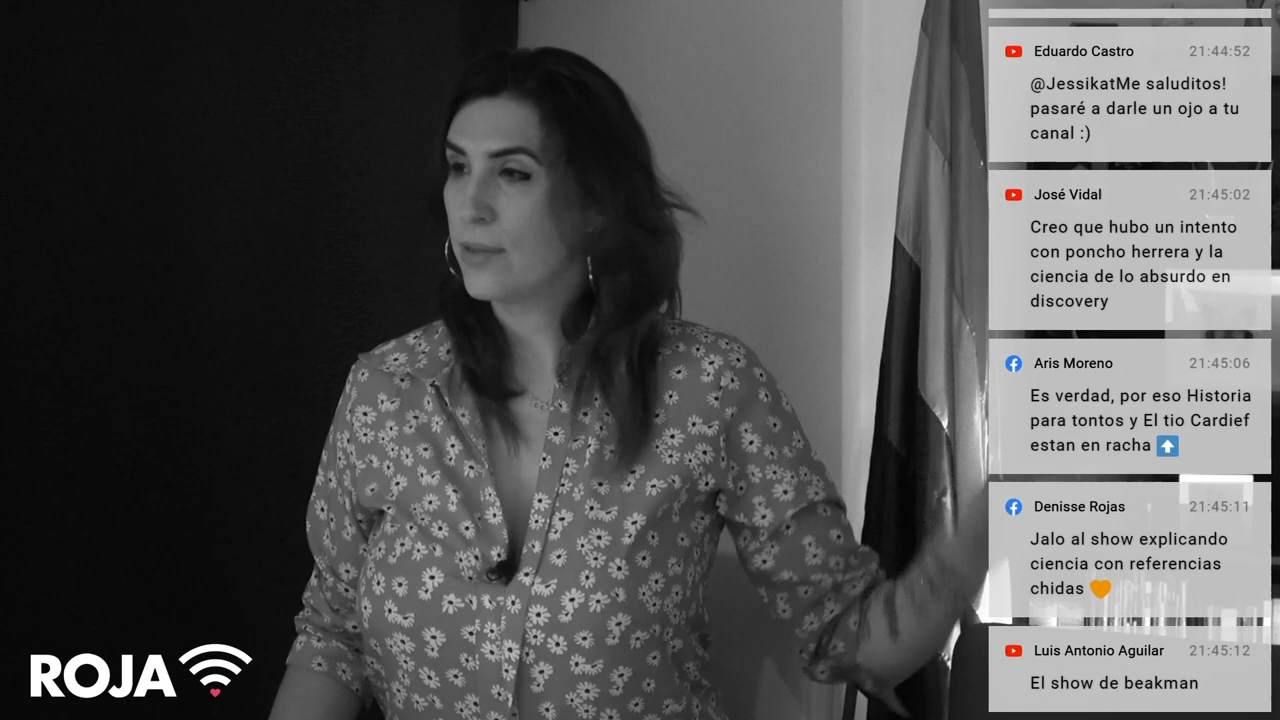 Eduardo Castro 21:44:52
@JessikatMe saluditos!
pasaré a darle un ojo a tu
canal :)
José Vidal 21:45:02
Creo que hubo un intento
con poncho herrera y la
ciencia de lo absurdo en
discovery
Aris Moreno 21:45:06
Es verdad, por eso Historia
para tontos y El tio Cardief
estan en racha ⬆️
Denisse Rojas 21:45:11
Jalo al show explicando
ciencia con referencias
chidas 🧡
Luis Antonio Aguilar 21:45:12
El show de beakman
ROJA